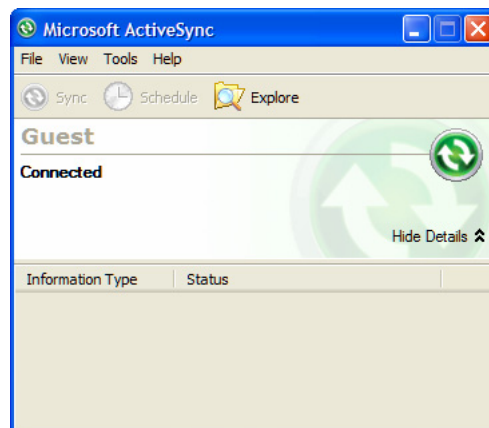 Microsoft ActiveSync
File View Tools Help
Sync Schedule Explore
Guest
Connected
Hide Details
Information Type Status